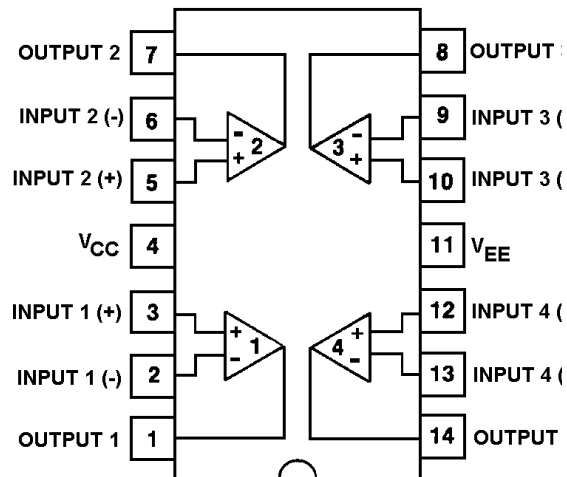 OUTPUT 2
7
8
OUTPUT 3
INPUT 2 (-)
6
9
INPUT 3 (
-
+
2
-
+
3
INPUT 2 (+)
5
10
INPUT 3 (
VCC
4
11
VEE
INPUT 1 (+)
3
12
INPUT 4 (
+
-
1
+
-
4
INPUT 1 (-)
2
13
INPUT 4 (
OUTPUT 1
1
14
OUTPUT